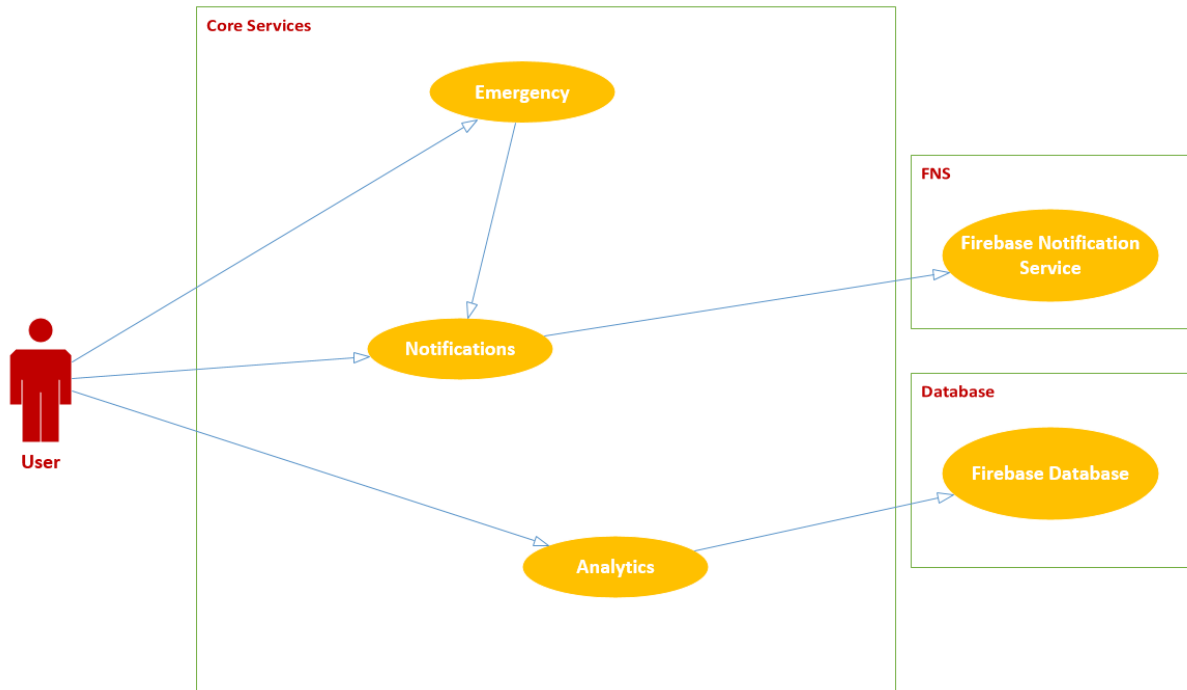 Core Services
Emergency
FNS
Firebase Notification
Service
Notifications
Database
User
Firebase Database
Analytics